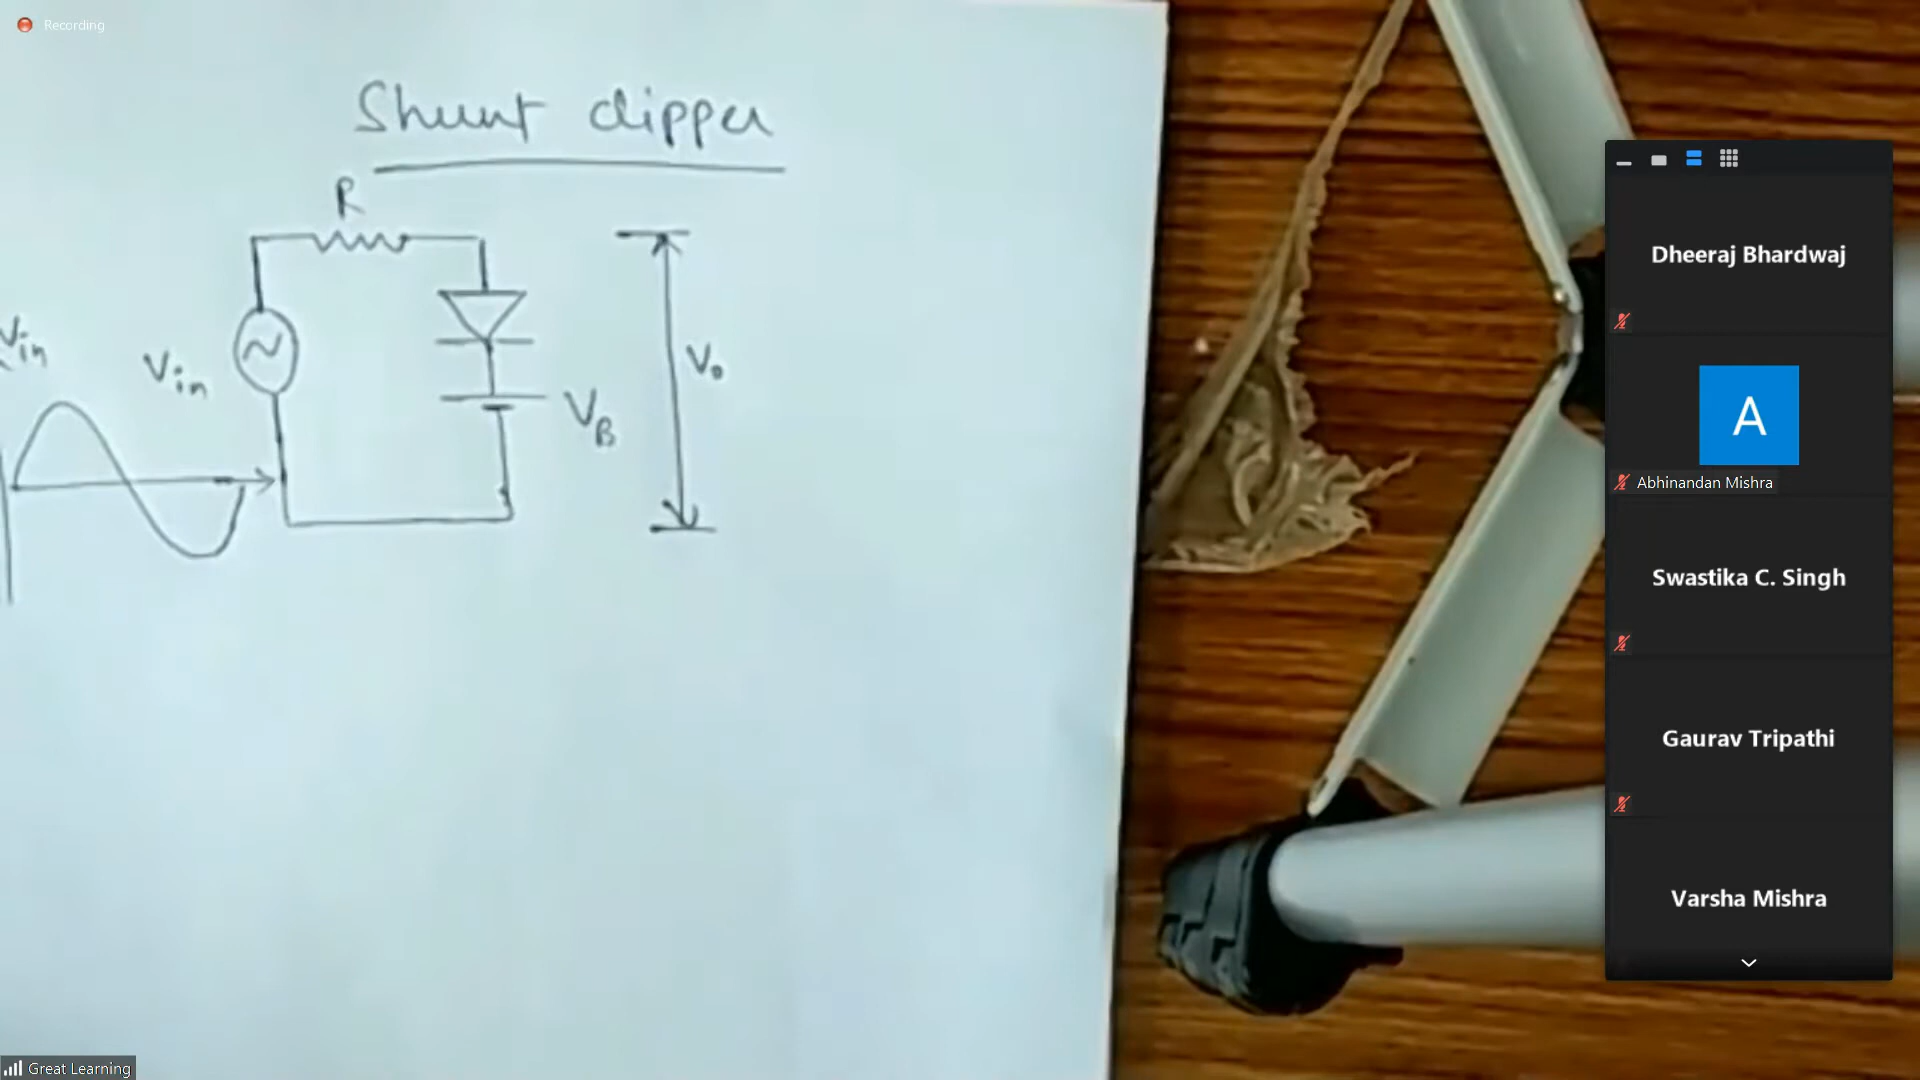 Recording
Shunt clipper
R
Vin
Vin
VB
Vo
Dheeraj Bhardwaj
A
Abhinandan Mishra
Swastika C. Singh
Gaurav Tripathi
Varsha Mishra
Great Learning